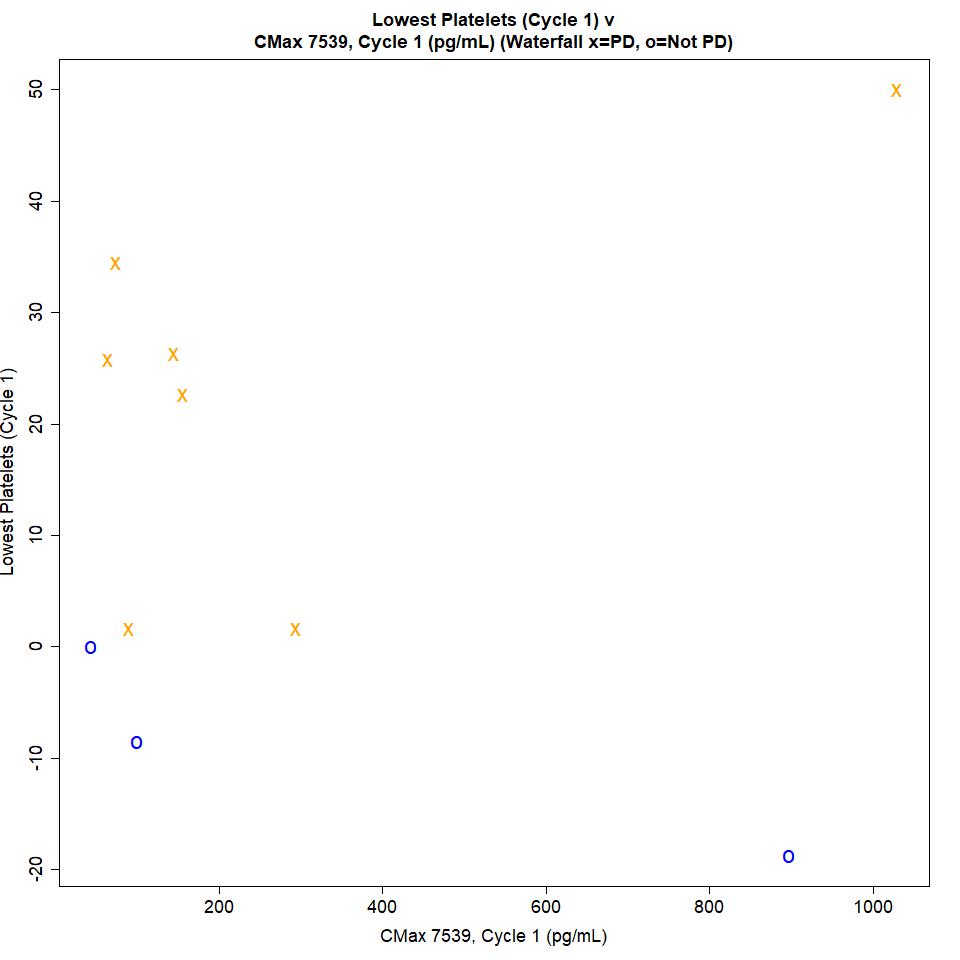 Lowest Platelets (Cycle 1) v
CMax 7539, Cycle 1 (pg/mL) (Waterfall x=PD, o=Not PD)
Lowest Platelets (Cycle 1)
50
40
30
20
10
0
-10
-20
X
X
X
X
X
X
X
O
O
O
200
400
600
800
1000
CMax 7539, Cycle 1 (pg/mL)